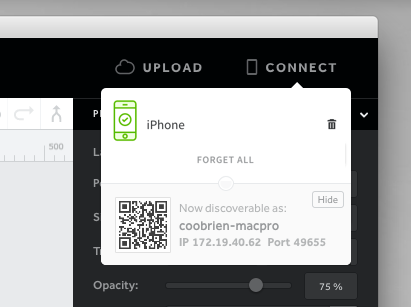 UPLOAD
CONNECT
500
iPhone
FORGET ALL
Hide
Now discoverable as:
coobrien-macpro
IP 172.19.40.62 Port 49655
Opacity:
75 %